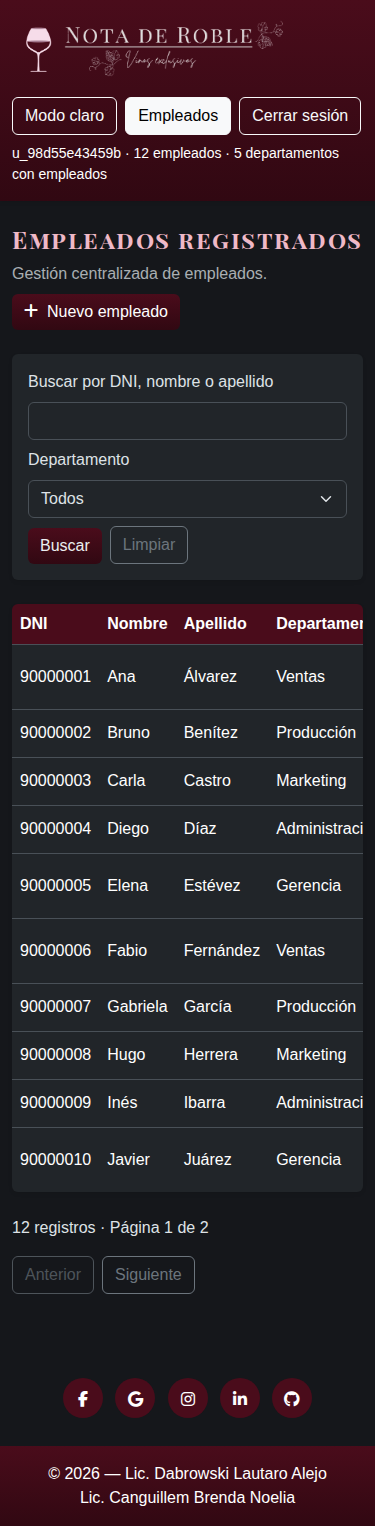 Nota de Roble
Vinos exclusivos
Modo claro
Empleados
Cerrar sesión
u_98d55e43459b · 12 empleados · 5 departamentos
con empleados
Empleados registrados
Gestión centralizada de empleados.
+ Nuevo empleado
Buscar por DNI, nombre o apellido
Departamento
Todos
Buscar
Limpiar
DNI Nombre Apellido Departamen
90000001 Ana Álvarez Ventas
90000002 Bruno Benítez Producción
90000003 Carla Castro Marketing
90000004 Diego Díaz Administraci
90000005 Elena Estévez Gerencia
90000006 Fabio Fernández Ventas
90000007 Gabriela García Producción
90000008 Hugo Herrera Marketing
90000009 Inés Ibarra Administraci
90000010 Javier Juárez Gerencia
12 registros · Página 1 de 2
Anterior
Siguiente
© 2026 — Lic. Dabrowski Lautaro Alejo
Lic. Canguillem Brenda Noelia